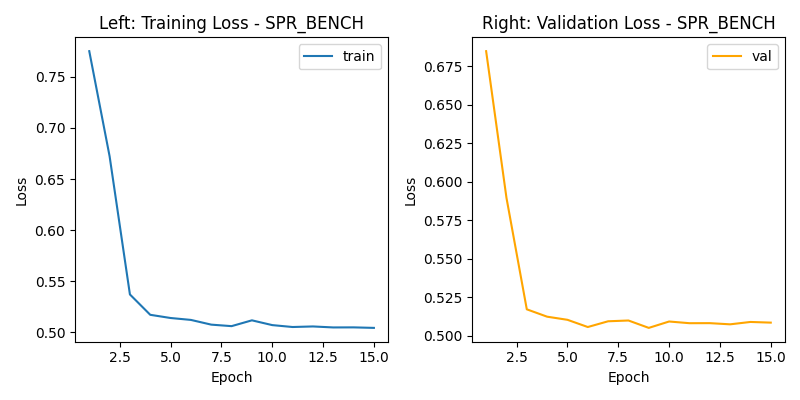 Left: Training Loss - SPR_BENCH
train
0.75
0.70
0.65
0.60
0.55
0.50
Loss
2.5 5.0 7.5 10.0 12.5 15.0
Epoch
Right: Validation Loss - SPR_BENCH
val
0.675
0.650
0.625
0.600
0.575
0.550
0.525
0.500
Loss
2.5 5.0 7.5 10.0 12.5 15.0
Epoch